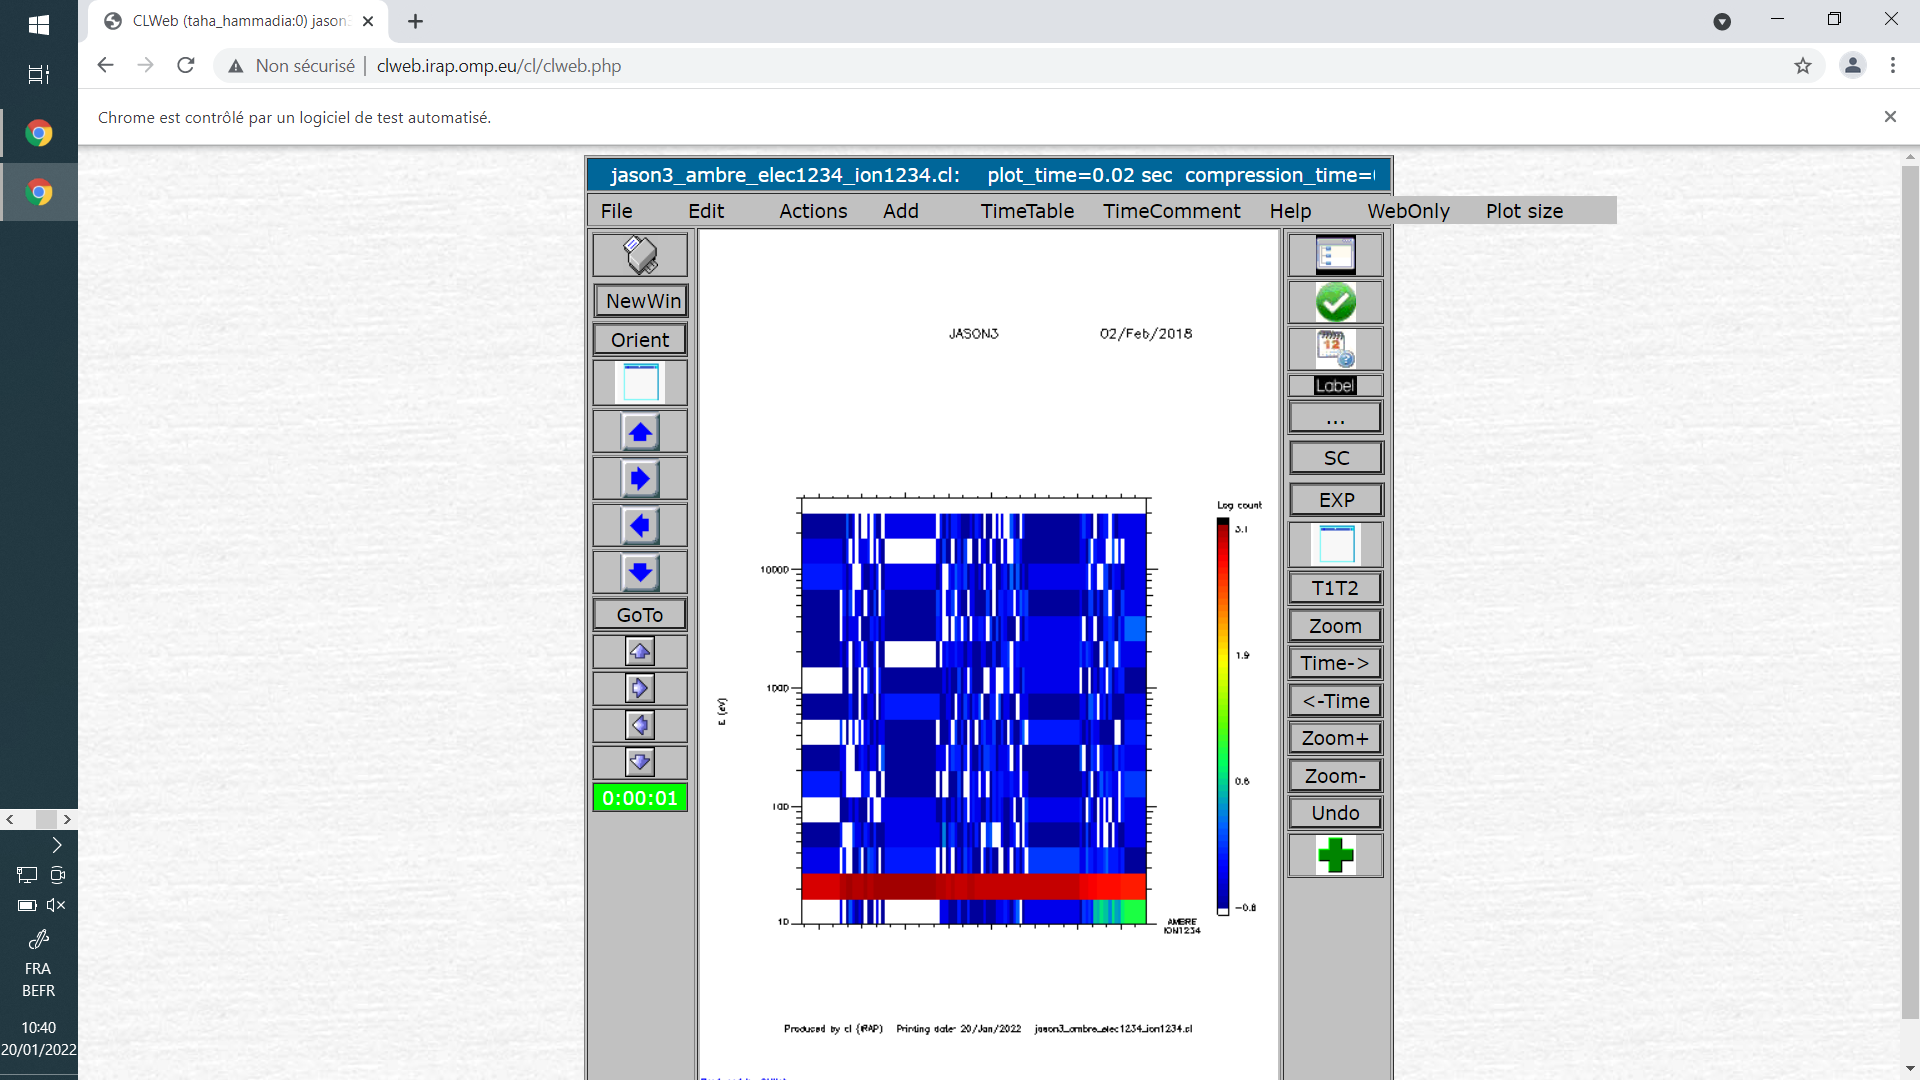 CLWeb (taha_hammadia:0) jason
Non sécurisé | clweb.irap.omp.eu/cl/clweb.php
Chrome est contrôlé par un logiciel de test automatisé.
jason3_ambre_elec1234_ion1234.cl: plot_time=0.02 sec compression_time=
File Edit Actions Add TimeTable TimeComment Help WebOnly Plot size
NewWin
Orient
GoTo
0:00:01
JASON3 02/Feb/2018
Log count
3.1
1.9
0.6
-0.8
10000
1000
100
10
E (eV)
AMBRE
ION1234
Produced by cl (IRAP) Printing date: 20/Jan/2022 jason3_ambre_elec1234_ion1234.cl
12
Label
...
SC
EXP
T1T2
Zoom
Time->
<-Time
Zoom+
Zoom-
Undo
FRA
BEFR
10:40
20/01/2022